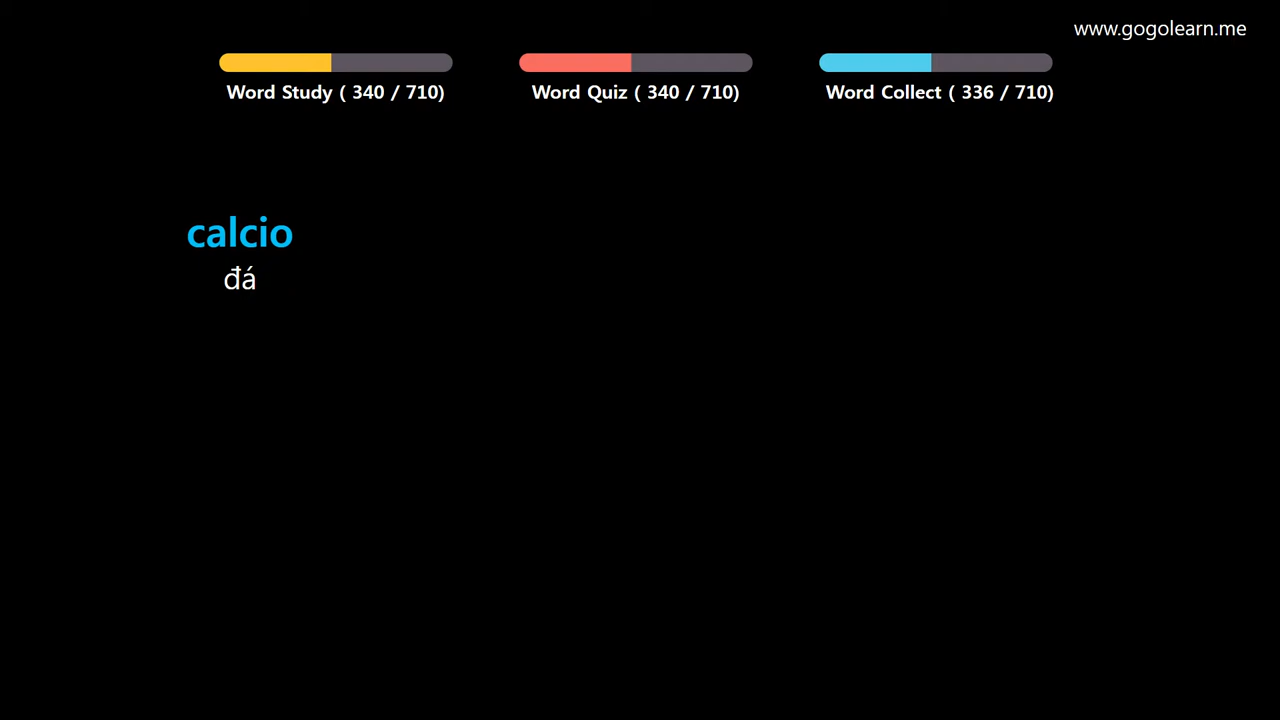 www.gogolearn.me
Word Study ( 340 / 710)
Word Quiz ( 340 / 710)
Word Collect ( 336 / 710)
calcio
đá